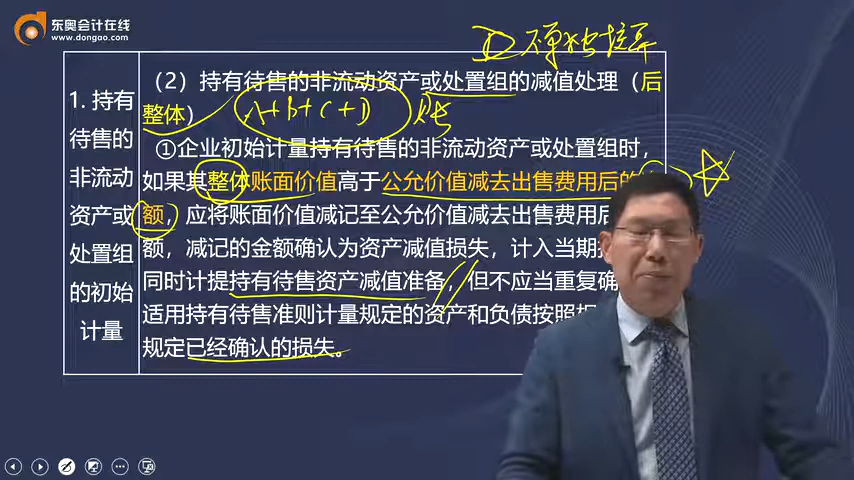 东奥会计在线
www.dongao.com
1. 持有
待售的
非流动
资产或
处置组
的初始
计量
（2）持有待售的非流动资产或处置组的减值处理（后
整体）
A+B+C+D
①企业初始计量持有待售的非流动资产或处置组时，
如果其整体账面价值高于公允价值减去出售费用后的
额，应将账面价值减记至公允价值减去出售费用后
额，减记的金额确认为资产减值损失，计入当期
同时计提持有待售资产减值准备，但不应当重复确
适用持有待售准则计量规定的资产和负债按照
规定已经确认的损失。